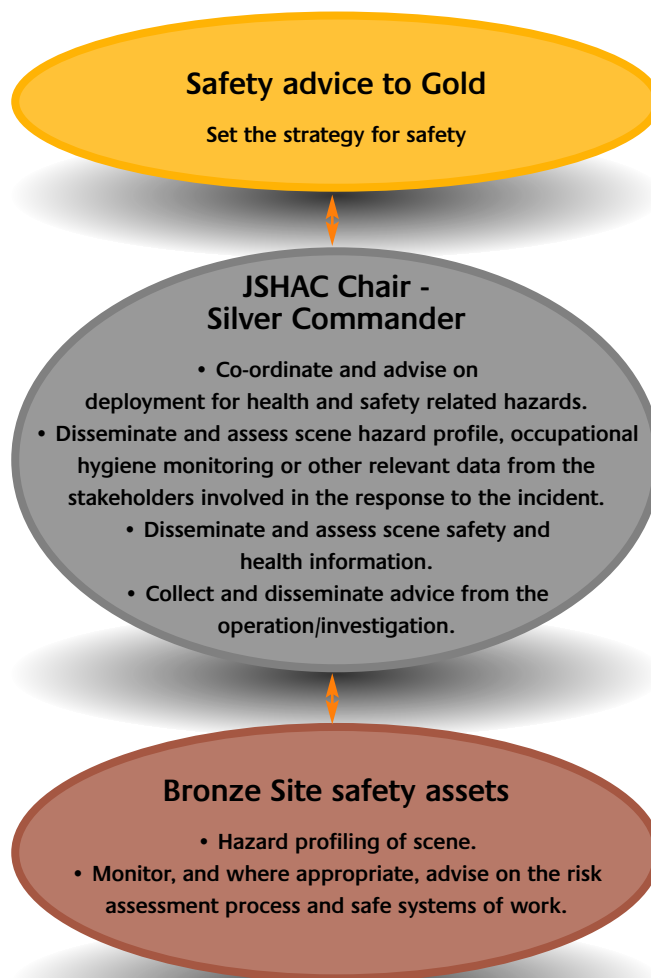 Safety advice to Gold
Set the strategy for safety
JSHAC Chair -
Silver Commander
• Co-ordinate and advise on
deployment for health and safety related hazards.
• Disseminate and assess scene hazard profile, occupational
hygiene monitoring or other relevant data from the
stakeholders involved in the response to the incident.
• Disseminate and assess scene safety and
health information.
• Collect and disseminate advice from the
operation/investigation.
Bronze Site safety assets
• Hazard profiling of scene.
• Monitor, and where appropriate, advise on the risk
assessment process and safe systems of work.